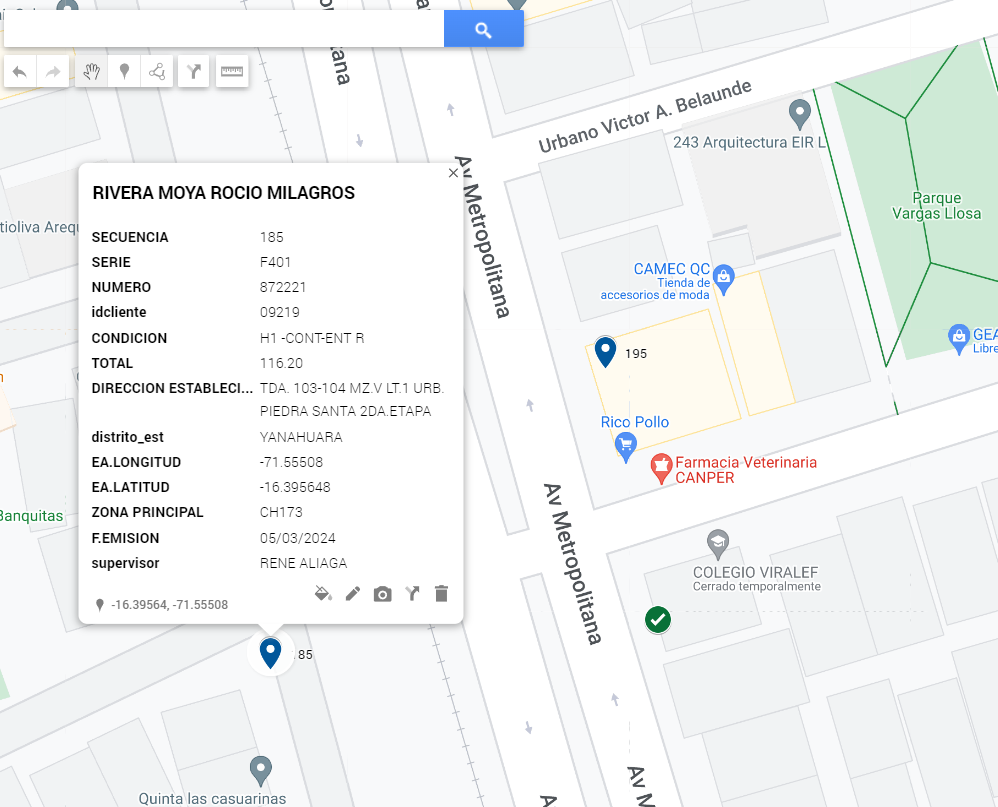 Urbano Victor A. Belaunde
243 Arquitectura EIR L
Parque
Vargas Llosa
Av Metropolitana
RIVERA MOYA ROCIO MILAGROS
SECUENCIA 185
SERIE F401
NUMERO 872221
idcliente 09219
CONDICION H1 -CONT-ENT R
TOTAL 116.20
DIRECCION ESTABLECI... TDA. 103-104 MZ.V LT.1 URB.
PIEDRA SANTA 2DA.ETAPA
distrito_est YANAHUARA
EA.LONGITUD -71.55508
EA.LATITUD -16.395648
ZONA PRINCIPAL CH173
F.EMISION 05/03/2024
supervisor RENE ALIAGA
-16.39564, -71.55508
85
CAMEC QC
Tienda de
accesorios de moda
195
GEA
Libre
Rico Pollo
Farmacia Veterinaria
CANPER
Av Metropolitana
COLEGIO VIRALEF
Cerrado temporalmente
Banquitas
Quinta las casuarinas
Av M